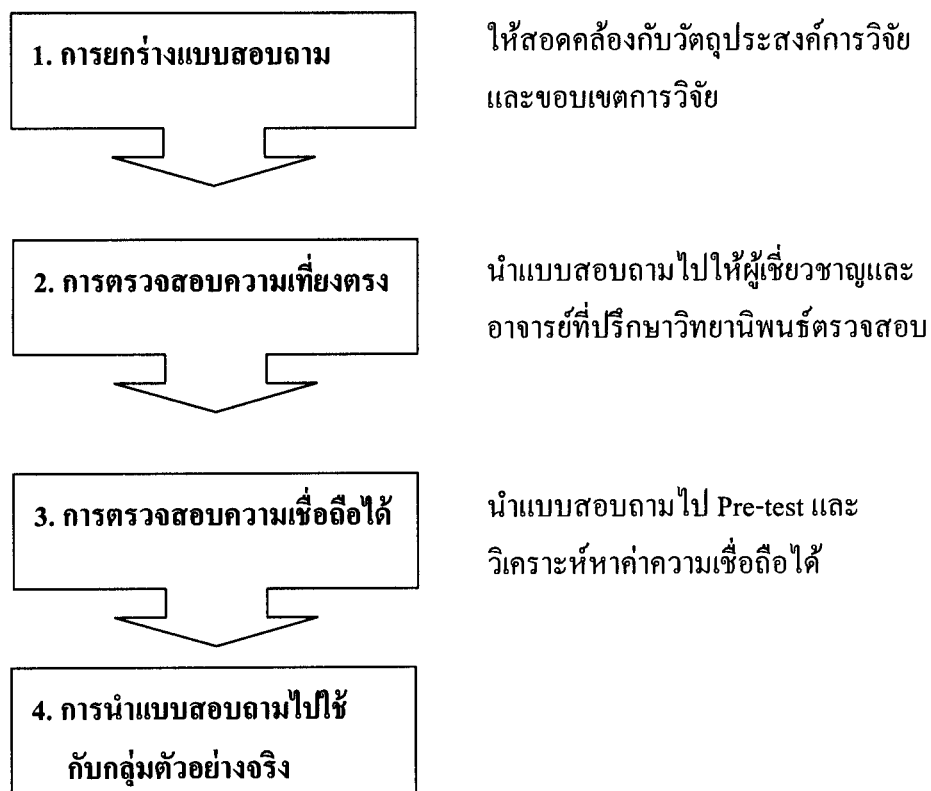 1. การยกร่างแบบสอบถาม
ให้สอดคล้องกับวัตถุประสงค์การวิจัย
และขอบเขตการวิจัย
2. การตรวจสอบความเที่ยงตรง
นำแบบสอบถามไปให้ผู้เชี่ยวชาญและ
อาจารย์ที่ปรึกษาวิทยานิพนธ์ตรวจสอบ
3. การตรวจสอบความเชื่อถือได้
นำแบบสอบถามไป Pre-test และ
วิเคราะห์หาค่าความเชื่อถือได้
4. การนำแบบสอบถามไปใช้
กับกลุ่มตัวอย่างจริง